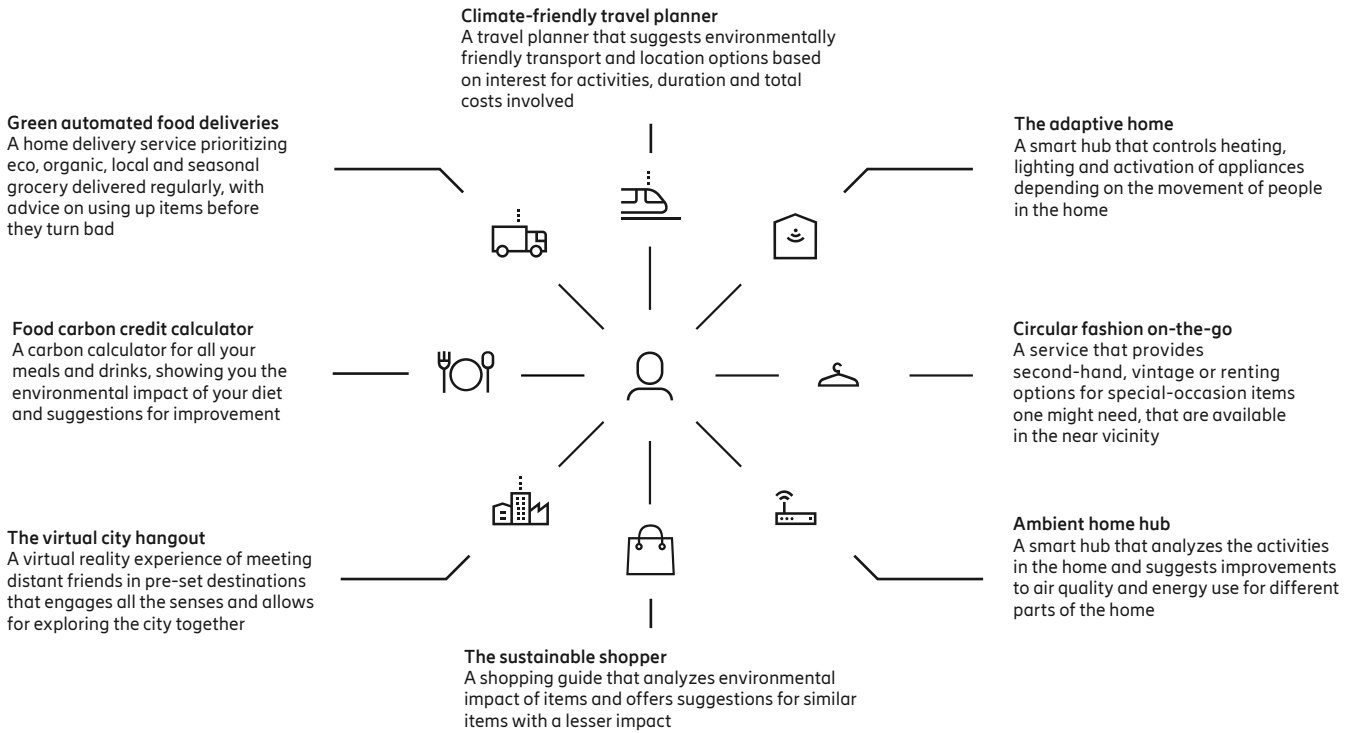 Climate-friendly travel planner
A travel planner that suggests environmentally
friendly transport and location options based
on interest for activities, duration and total
costs involved
Green automated food deliveries
A home delivery service prioritizing
eco, organic, local and seasonal
grocery delivered regularly, with
advice on using up items before
they turn bad
The adaptive home
A smart hub that controls heating,
lighting and activation of appliances
depending on the movement of people
in the home
Food carbon credit calculator
A carbon calculator for all your
meals and drinks, showing you the
environmental impact of your diet
and suggestions for improvement
Circular fashion on-the-go
A service that provides
second-hand, vintage or renting
options for special-occasion items
one might need, that are available
in the near vicinity
The virtual city hangout
A virtual reality experience of meeting
distant friends in pre-set destinations
that engages all the senses and allows
for exploring the city together
Ambient home hub
A smart hub that analyzes the activities
in the home and suggests improvements
to air quality and energy use for different
parts of the home
The sustainable shopper
A shopping guide that analyzes environmental
impact of items and offers suggestions for similar
items with a lesser impact